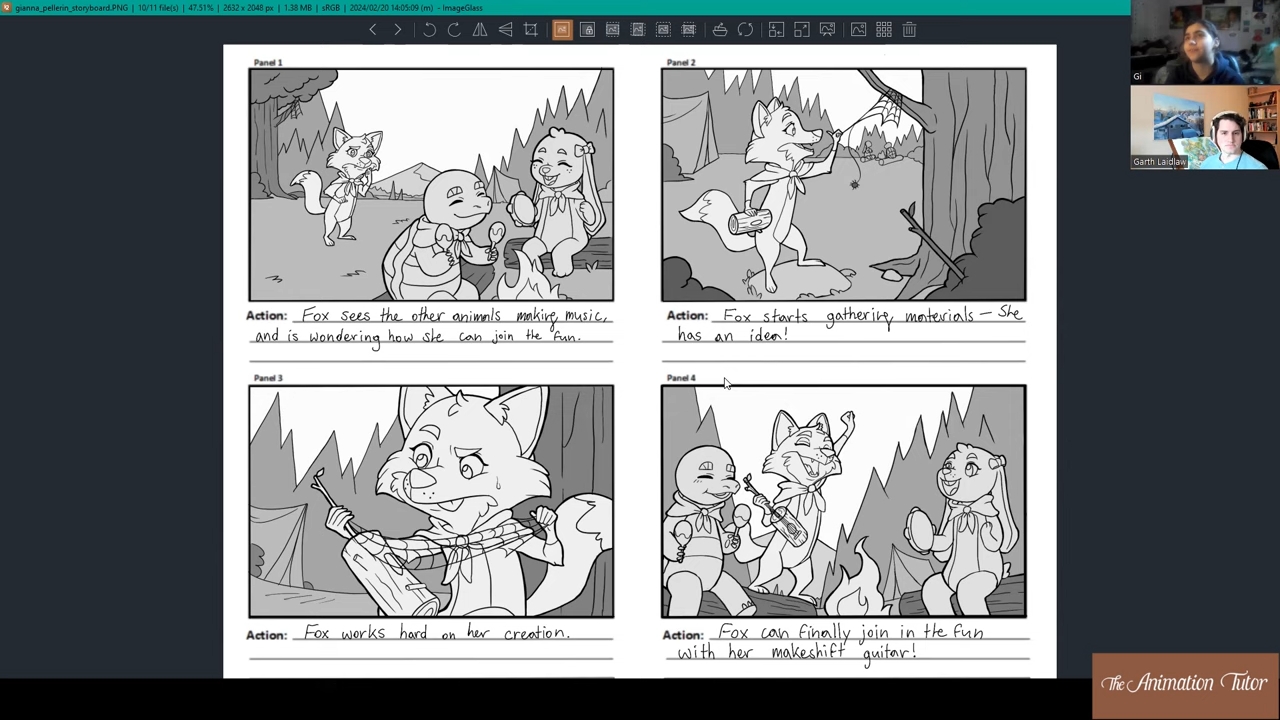 gianna_pellerin_storyboard.PNG | 10/11 file(s) | 47.51% | 2632 x 2048 px | 1.38 MB | sRGB | 2024/02/20 14:05:09 (m) - ImageGlass
Gi
Garth Laidlaw
Panel 1
Action: Fox sees the other animals making music,
and is wondering how she can join the fun.
Panel 2
Action: Fox starts gathering materials — She
has an idea!
Panel 3
Action: Fox works hard on her creation.
Panel 4
Action: Fox can finally join in the fun
with her makeshift guitar!
The Animation Tutor